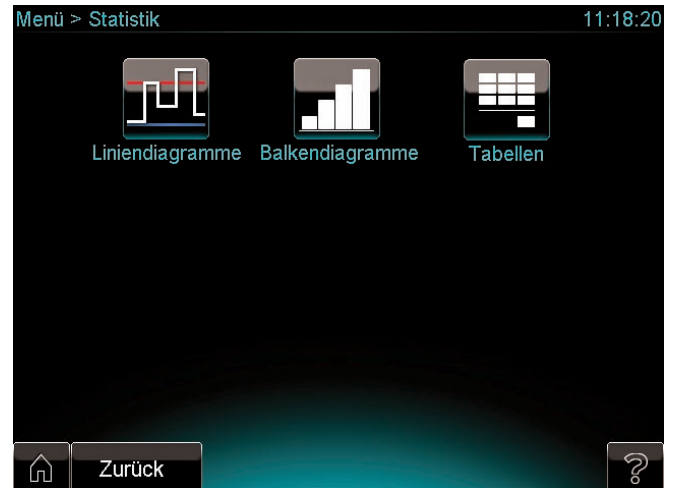 Menü > Statistik 11:18:20
Liniendiagramme Balkendiagramme Tabellen
Zurück ?